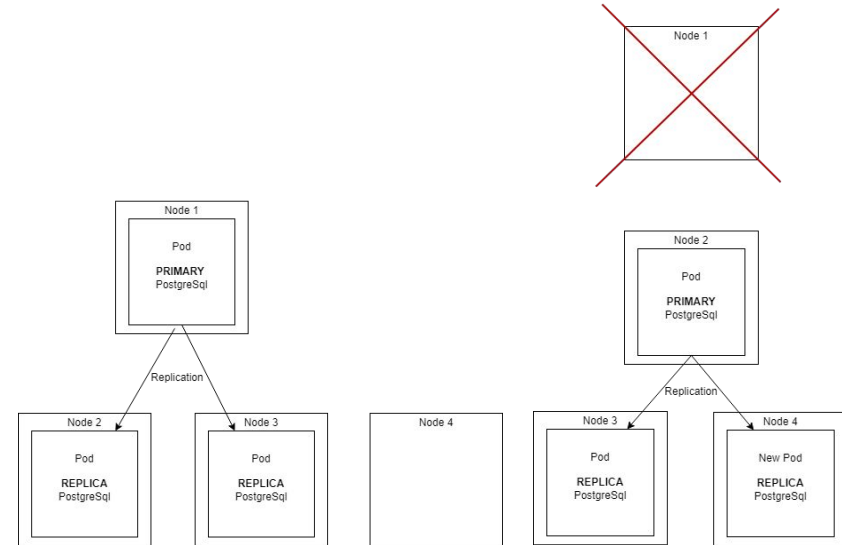 Node 1
Node 1
Pod
PRIMARY
PostgreSql
Replication
Node 2
Pod
REPLICA
PostgreSql
Node 3
Pod
REPLICA
PostgreSql
Node 4
Node 2
Pod
PRIMARY
PostgreSql
Replication
Node 3
Pod
REPLICA
PostgreSql
Node 4
New Pod
REPLICA
PostgreSql